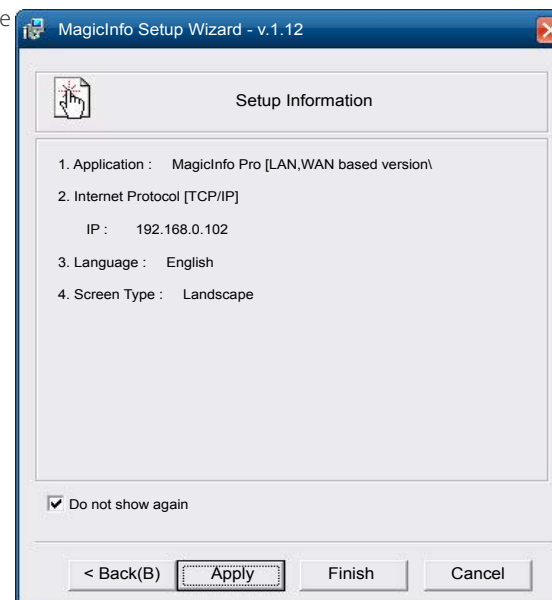 e
MagicInfo Setup Wizard - v.1.12
Setup Information
1. Application : MagicInfo Pro [LAN,WAN based version\
2. Internet Protocol [TCP/IP]
IP : 192.168.0.102
3. Language : English
4. Screen Type : Landscape
Do not show again
< Back(B) Apply Finish Cancel